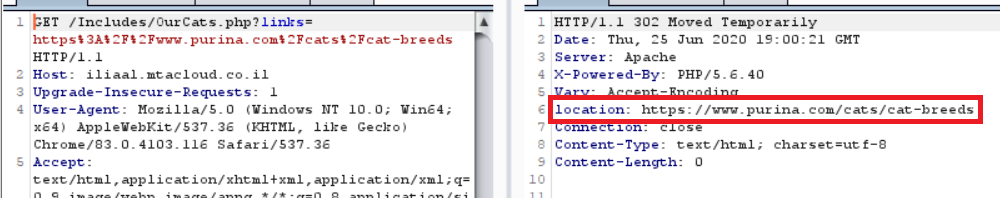 1 GET /Includes/OurCats.php?links=
https%3A%2F%2Fwww.purina.com%2Fcats%2Fcat-breeds
HTTP/1.1
2 Host: iliaal.mtacloud.co.il
3 Upgrade-Insecure-Requests: 1
4 User-Agent: Mozilla/5.0 (Windows NT 10.0; Win64;
x64) AppleWebKit/537.36 (KHTML, like Gecko)
Chrome/83.0.4103.116 Safari/537.36
5 Accept:
text/html,application/xhtml+xml,application/xml;q=
0.9,image/webp,image/apng,*/*;q=0.8,application/si
1 HTTP/1.1 302 Moved Temporarily
2 Date: Thu, 25 Jun 2020 19:00:21 GMT
3 Server: Apache
4 X-Powered-By: PHP/5.6.40
5 Vary: Accept-Encoding
6 location: https://www.purina.com/cats/cat-breeds
7 Connection: close
8 Content-Type: text/html; charset=utf-8
9 Content-Length: 0
10
11